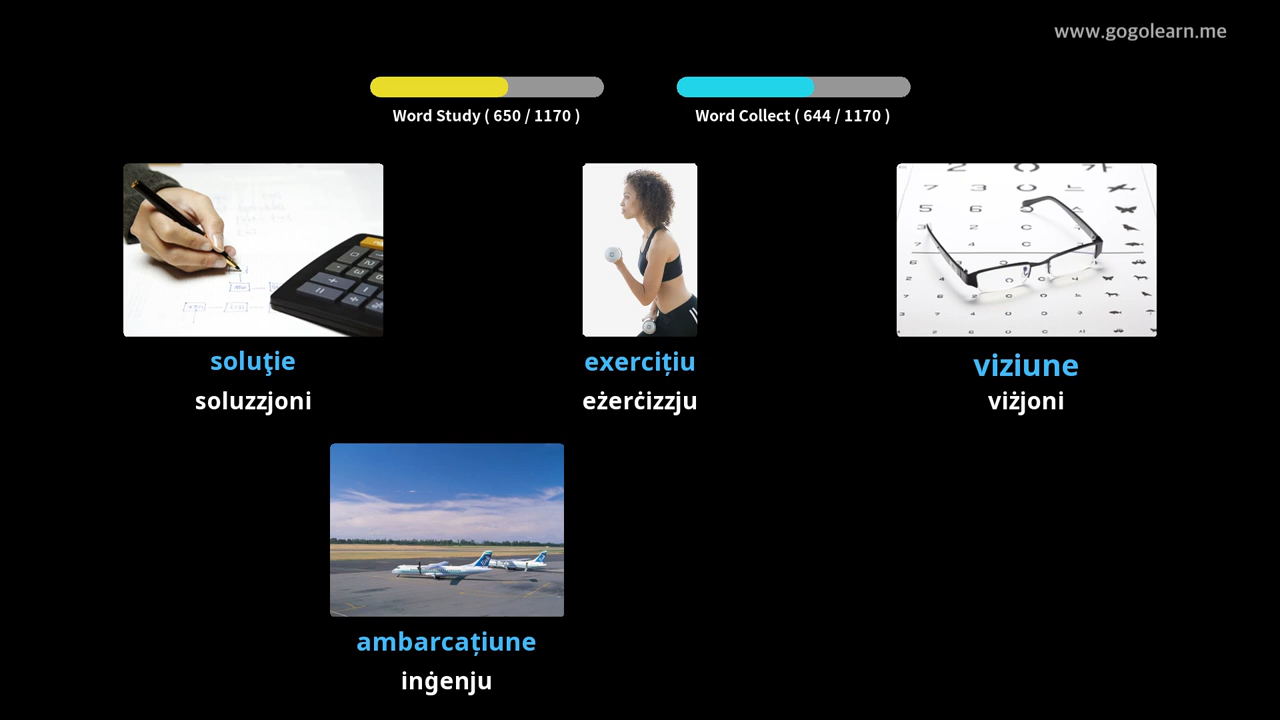 www.gogolearn.me
Word Study ( 650 / 1170 )
Word Collect ( 644 / 1170 )
soluţie
soluzzjoni
exercițiu
eżerċizzju
viziune
viżjoni
ambarcațiune
inġenju